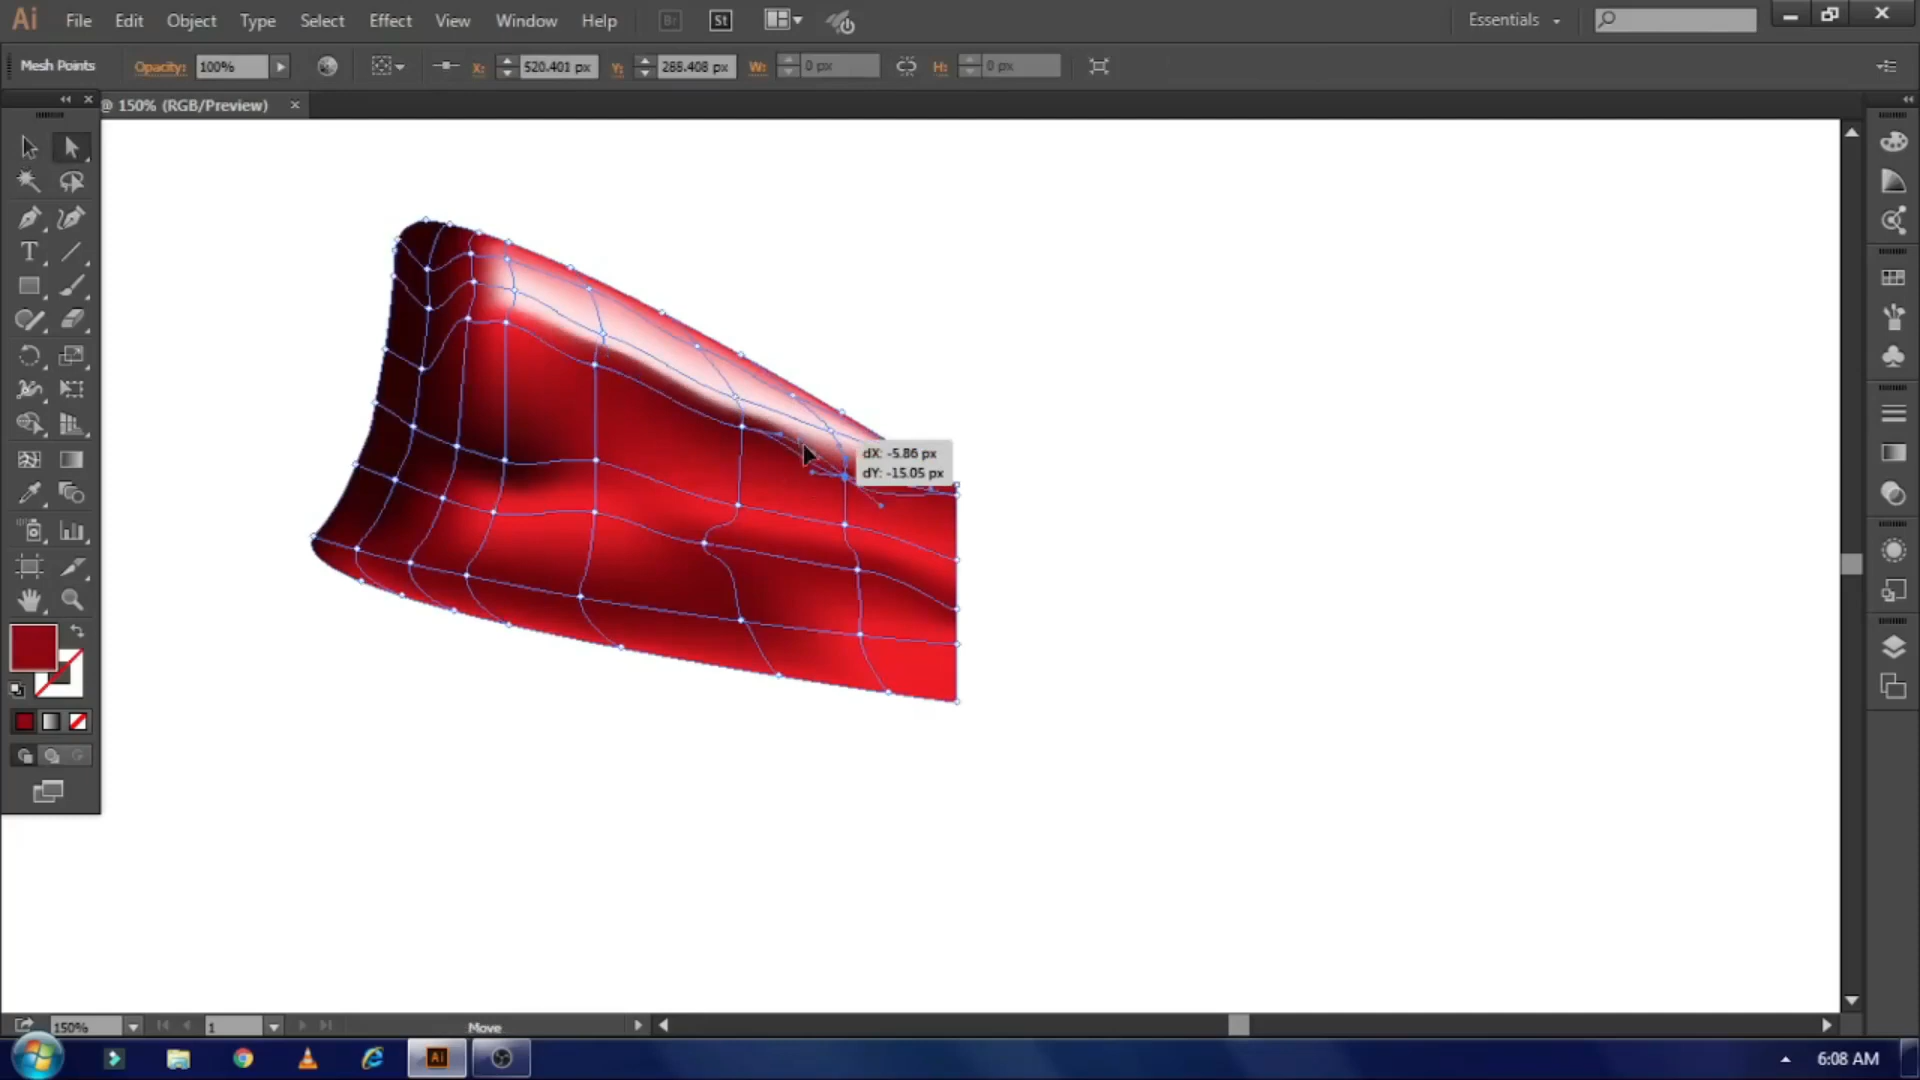 Ai File Edit Object Type Select Effect View Window Help Br St Essentials
Mesh Points Opacity: 100% X: 520.401 px Y: 288.408 px W: 0 px H: 0 px
@ 150% (RGB/Preview)
dX: -5.86 px
dY: -15.05 px
T
150% 1 Move
Ai 6:08 AM